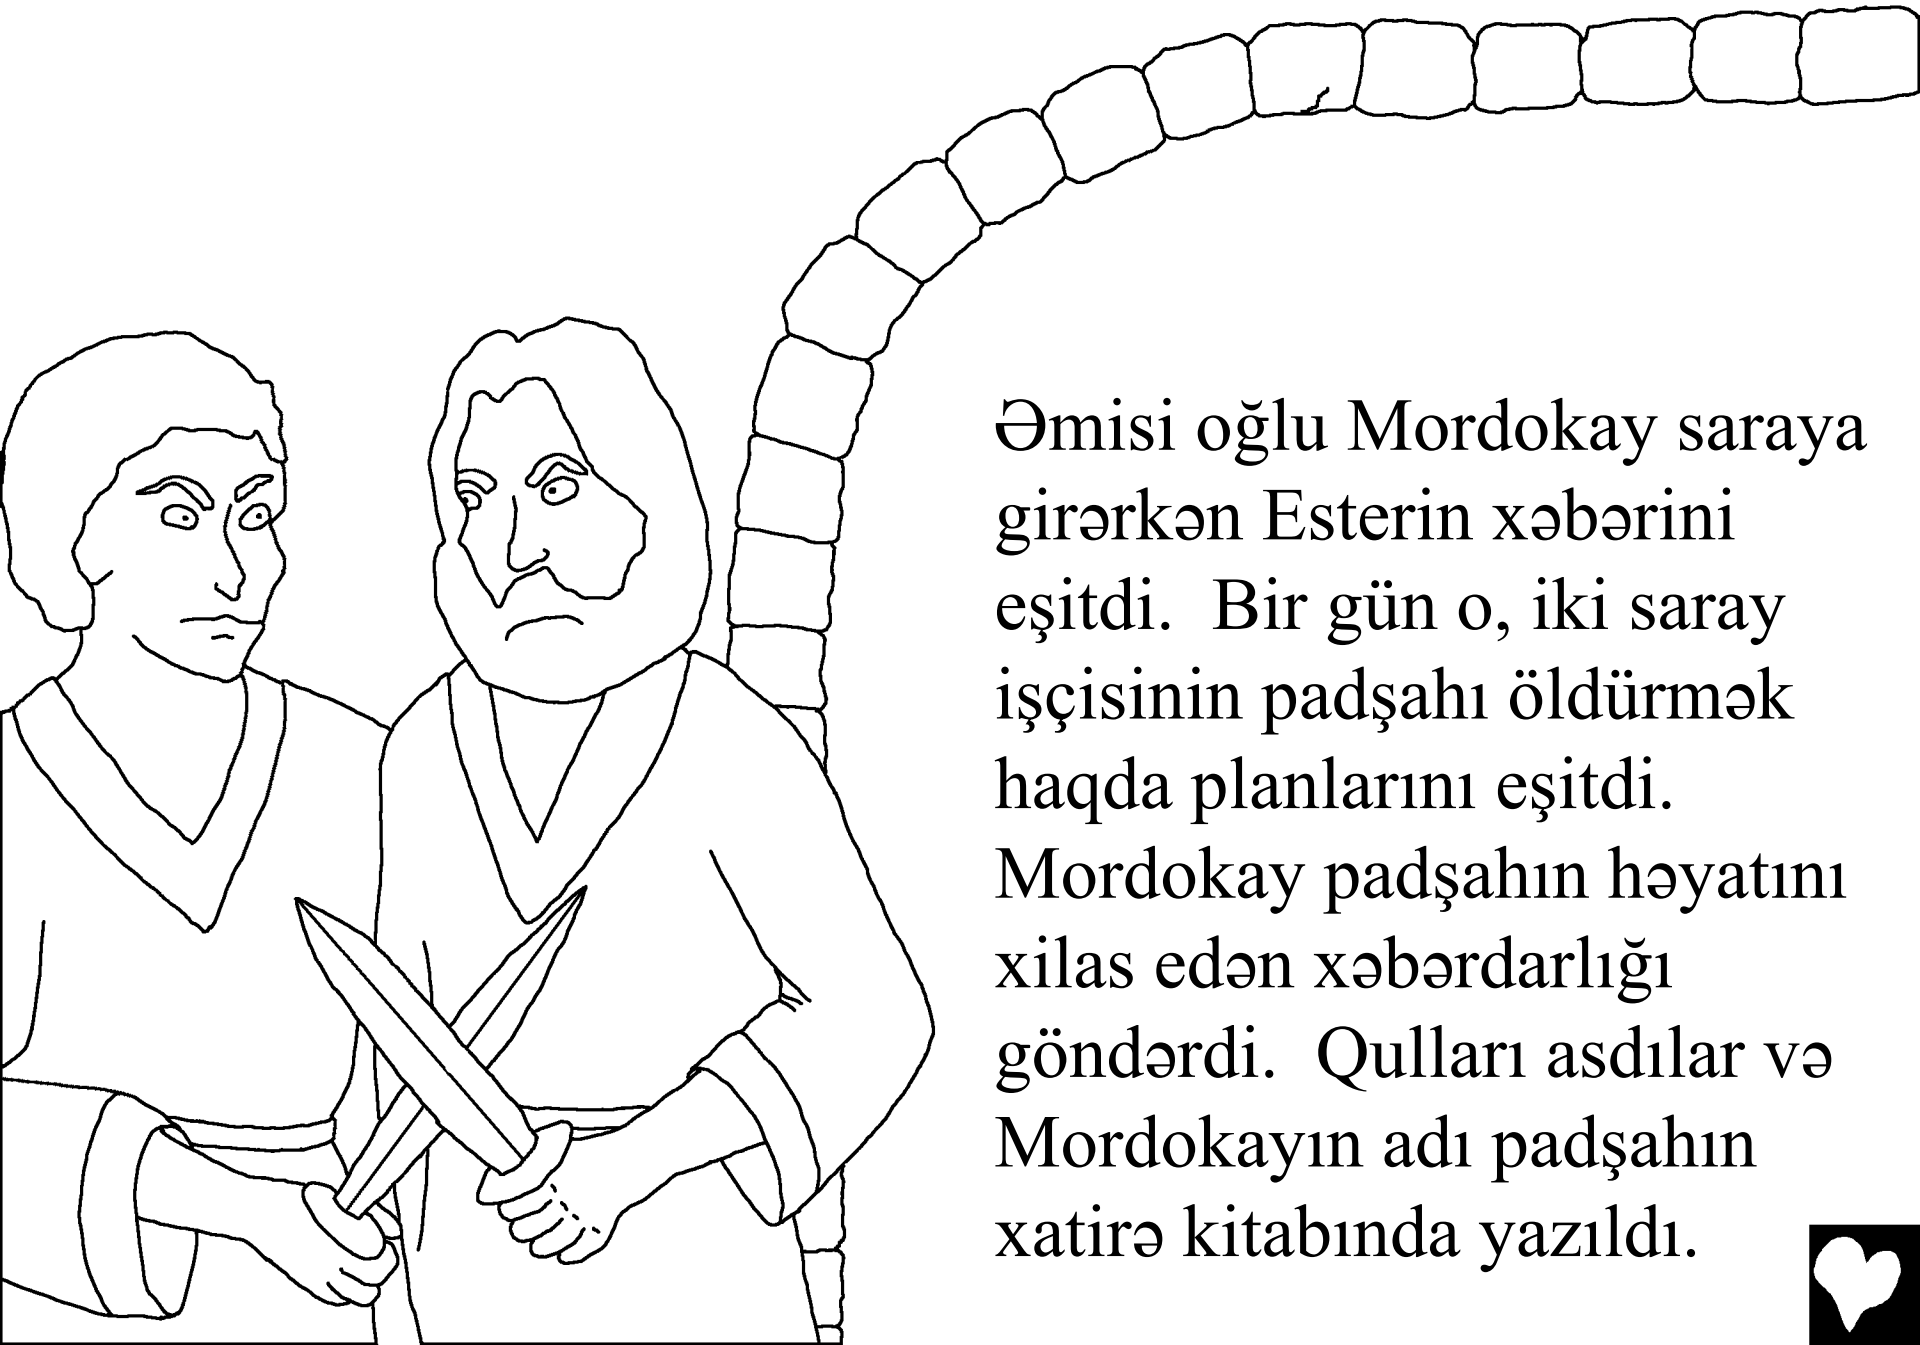 Əmisi oğlu Mordokay saraya
girərkən Esterin xəbərini
eşitdi.  Bir gün o, iki saray
işçisinin padşahı öldürmək
haqda planlarını eşitdi.
Mordokay padşahın həyatını
xilas edən xəbərdarlığı
göndərdi.  Qulları asdılar və
Mordokayın adı padşahın
xatirə kitabında yazıldı.